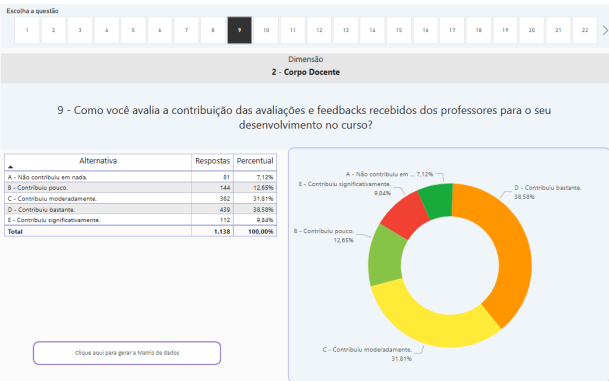 Escolha a questão
1 2 3 4 5 6 7 8 9 10 11 12 13 14 15 16 17 18 19 20 21 22
Dimensão
2 - Corpo Docente
9 - Como você avalia a contribuição das avaliações e feedbacks recebidos dos professores para o seu
desenvolvimento no curso?
Alternativa Respostas Percentual
A - Não contribuiu em nada. 81 7,12%
B - Contribuiu pouco. 144 12,65%
C - Contribuiu moderadamente. 362 31,81%
D - Contribuiu bastante. 439 38,58%
E - Contribuiu significativamente. 112 9,84%
Total 1.138 100,00%
A - Não contribuiu em ... 7,12%
E - Contribuiu significativamente.
9,84%
D - Contribuiu bastante.
38,58%
B - Contribuiu pouco.
12,65%
C - Contribuiu moderadamente.
31,81%
Clique aqui para gerar a Matriz de dados